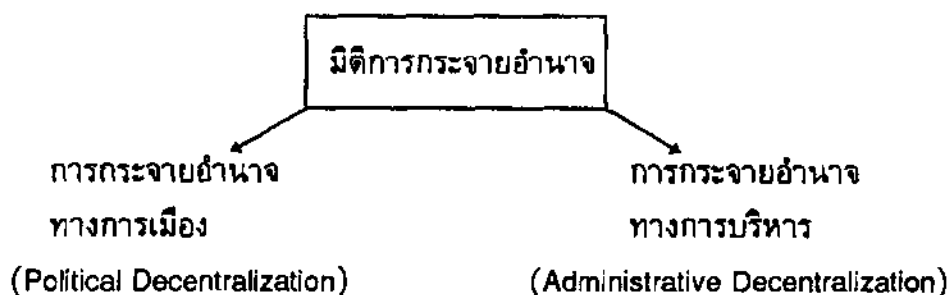 มิติการกระจายอำนาจ
การกระจายอำนาจ
ทางการเมือง
(Political Decentralization)
การกระจายอำนาจ
ทางการบริหาร
(Administrative Decentralization)